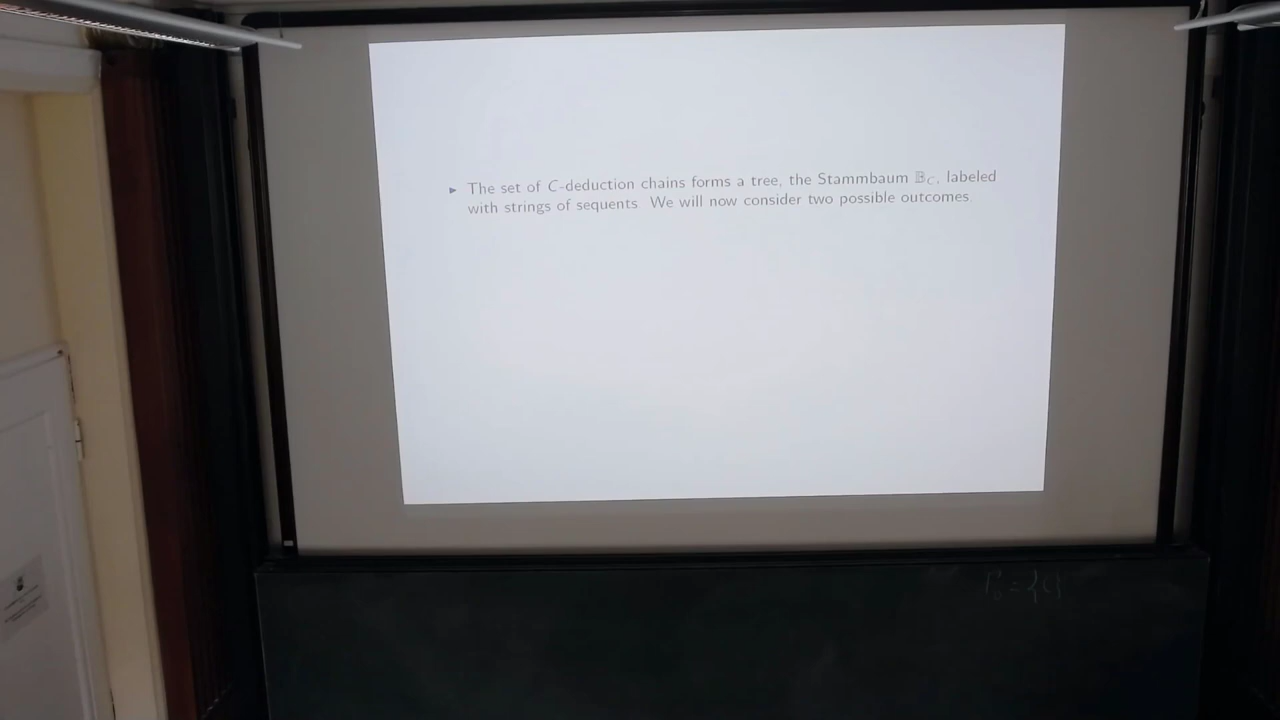 ▸ The set of C-deduction chains forms a tree, the Stammbaum 𝔹_C, labeled
with strings of sequents. We will now consider two possible outcomes.